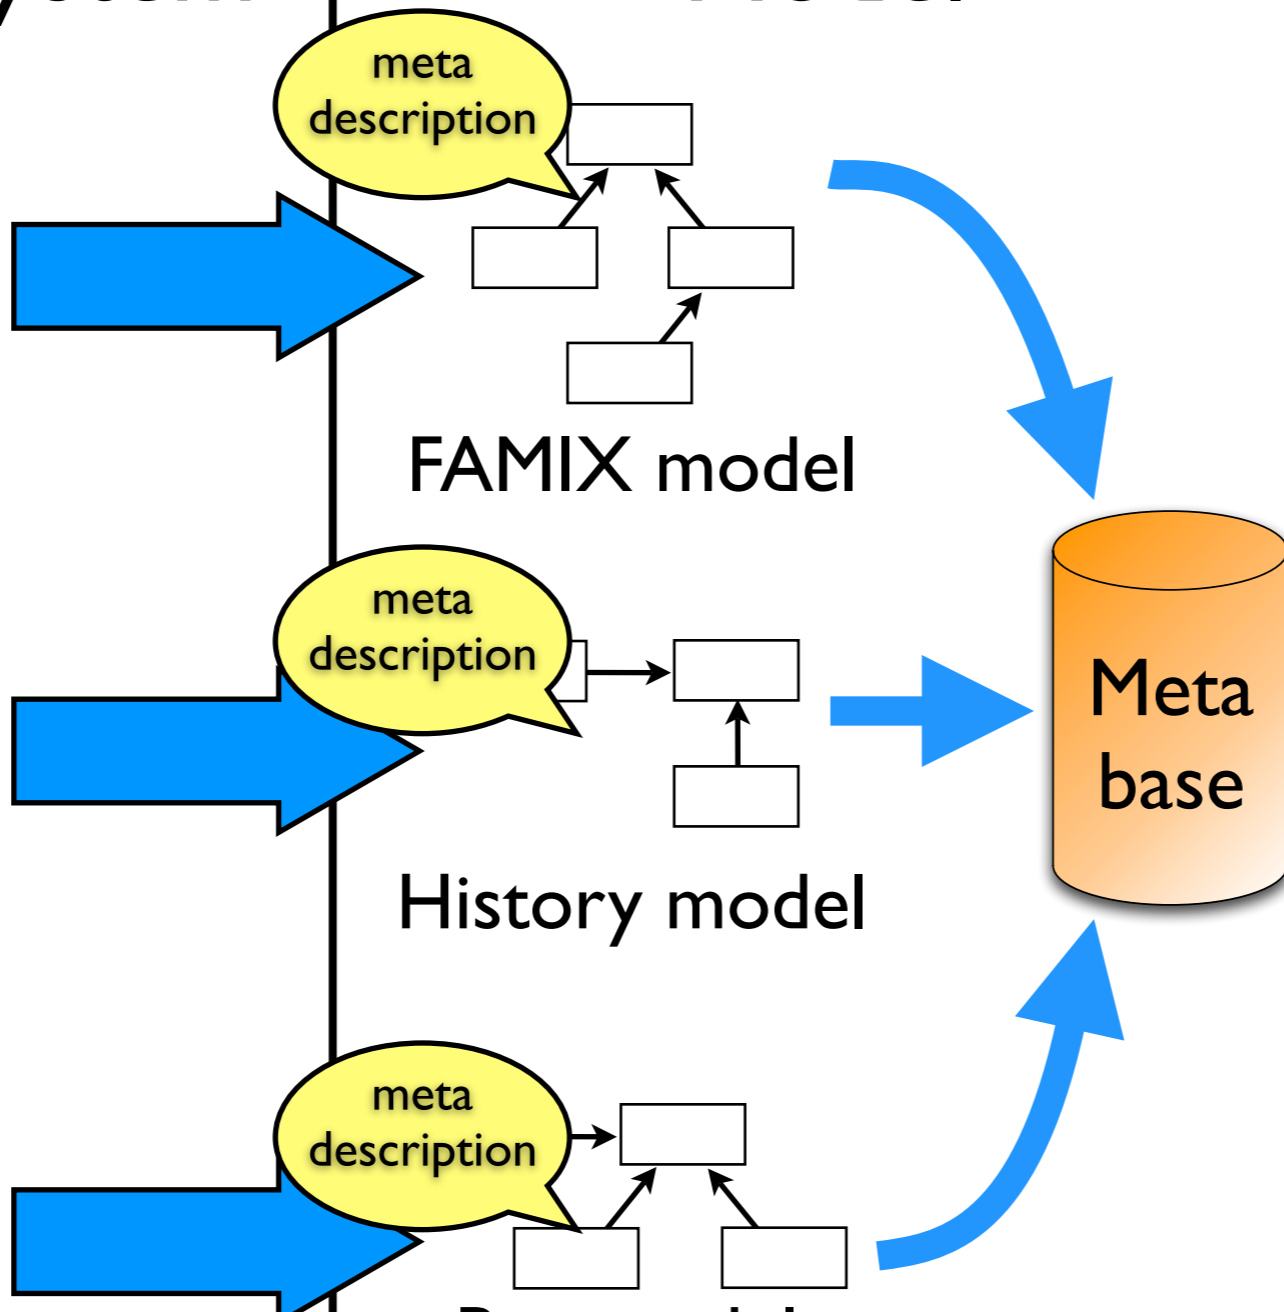 meta
description
FAMIX model
meta
description
Meta
base
History model
meta
description